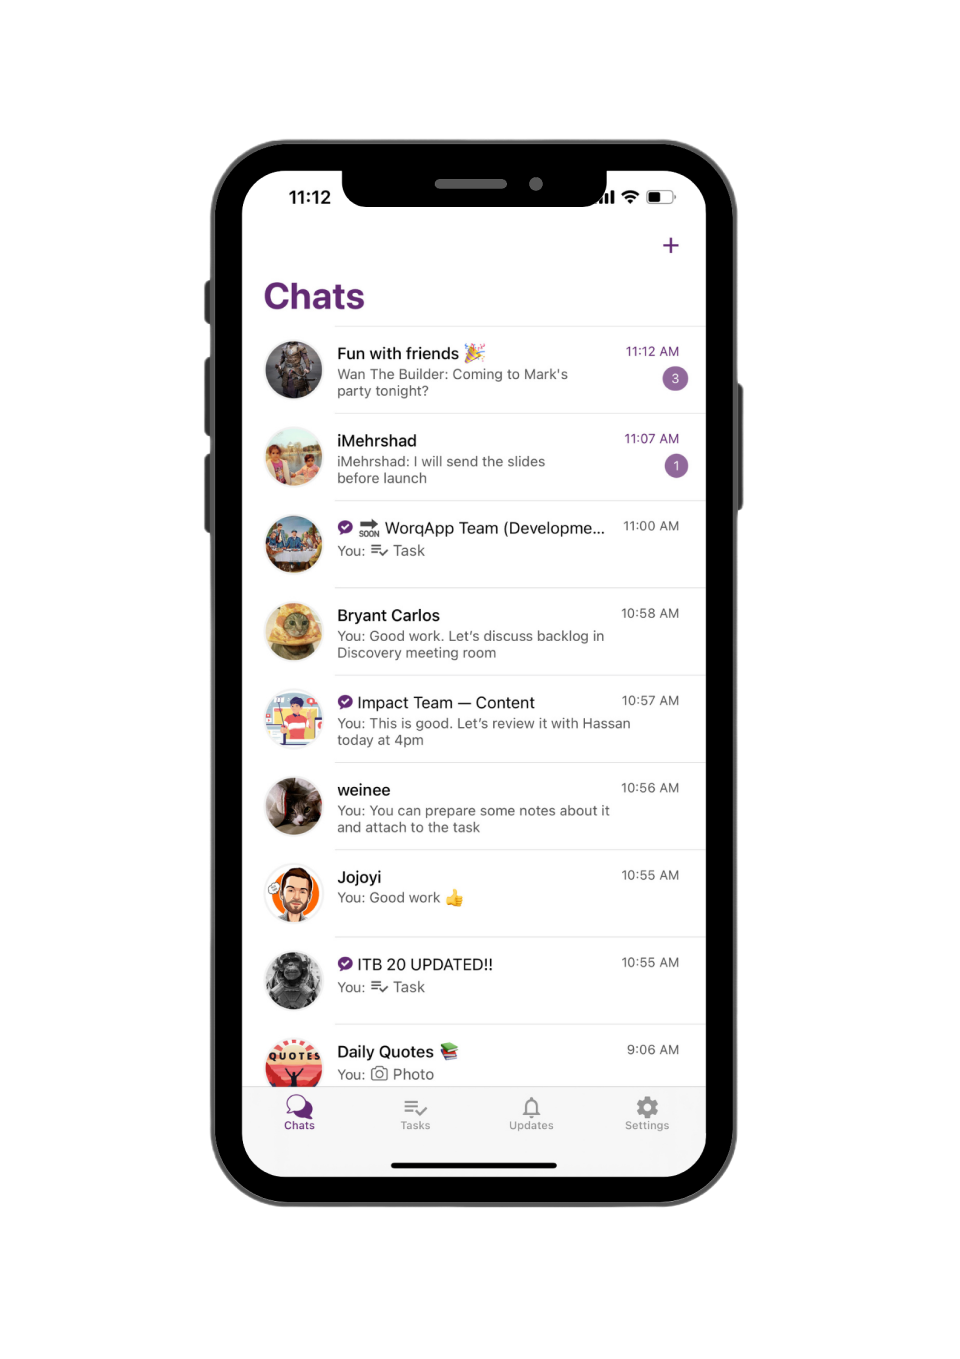 11:12
+
Chats
Fun with friends 🎉 11:12 AM
Wan The Builder: Coming to Mark's 3
party tonight?
iMehrshad 11:07 AM
iMehrshad: I will send the slides 1
before launch
🔜 WorqApp Team (Developme... 11:00 AM
You: Task
Bryant Carlos 10:58 AM
You: Good work. Let’s discuss backlog in
Discovery meeting room
Impact Team — Content 10:57 AM
You: This is good. Let’s review it with Hassan
today at 4pm
weinee 10:56 AM
You: You can prepare some notes about it
and attach to the task
Jojoyi 10:55 AM
You: Good work 👍
ITB 20 UPDATED!! 10:55 AM
You: Task
QUOTES
Daily Quotes 📚 9:06 AM
You: Photo
Chats Tasks Updates Settings